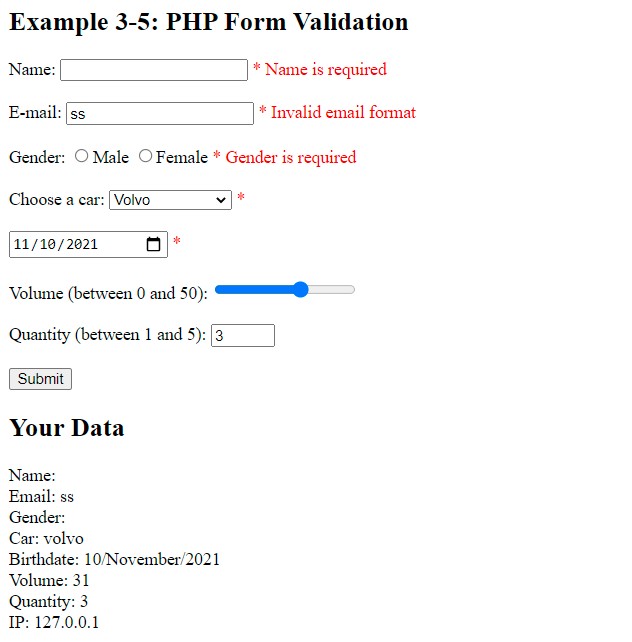 Example 3-5: PHP Form Validation
Name: * Name is required
E-mail: ss * Invalid email format
Gender: Male Female * Gender is required
Choose a car: Volvo *
11/10/2021 *
Volume (between 0 and 50):
Quantity (between 1 and 5): 3
Submit
Your Data
Name:
Email: ss
Gender:
Car: volvo
Birthdate: 10/November/2021
Volume: 31
Quantity: 3
IP: 127.0.0.1